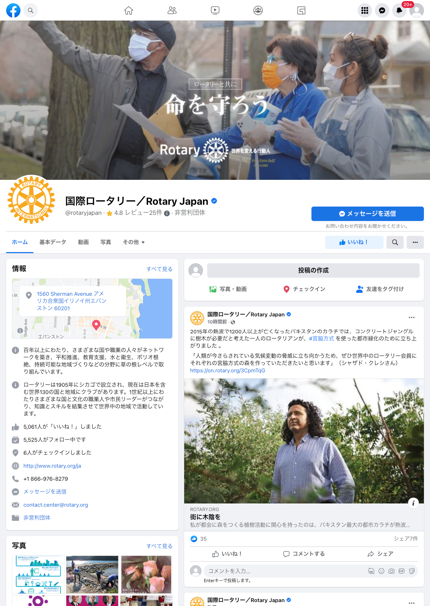 20+
ロータリーと共に
命を守ろう
Rotary
世界を変える行動人
国際ロータリー/Rotary Japan
@rotaryjapan · 4.8 レビュー25件 · 非営利団体
メッセージを送信
ホーム 基本データ 動画 写真 その他
いいね!
情報
すべて見る
1560 Sherman Avenue アメ
リカ合衆国イリノイ州エバン
ストン 60201
エバンストン
百年以上にわたり、さまざまな国や職業の人々がネットワー
クを築き、平和推進、教育支援、水と衛生、ポリオ根
絶、持続可能な地域づくりなどの分野に草の根レベルで取
り組んでいます。
ロータリーは1905年にシカゴで設立され、現在は日本を含
む世界130の国と地域にクラブがあります。1世紀以上にわ
たりさまざまな国と文化の職業人や市民リーダーがつなが
り、知識とスキルを結集させて世界中の地域で活動してい
ます。
5,061人が「いいね!」しました
5,525人がフォロー中です
6人がチェックインしました
http://www.rotary.org/ja
+1 866-976-8279
メッセージを送信
contact.center@rotary.org
非営利団体
写真
すべて見る
投稿の作成
写真・動画
チェックイン
友達をタグ付け
国際ロータリー/Rotary Japan
2015年の熱波で1200人以上が亡くなったパキスタンのカラチでは、コンクリートジャングル
に樹木が必要だと考えた一人のロータリアンが、#宮脇方式 を使った都市緑化のために立ち上
がりました。
「人類が今さらされている気候変動の脅威に立ち向かうため、ぜひ世界中のロータリー会員に
それぞれの宮脇方式の森を作っていただきたいと思います」（シャザド・クレシさん）
https://on.rotary.org/3CpmTqG
ROTARY.ORG
街に木陰を
私が都会に森をつくる植樹活動に関心を持ったのは、パキスタン最大の都市カラチが熱波...
35
シェア7件
いいね!
コメントする
シェア
コメントを入力...
Enterキーで投稿します。
国際ロータリー/Rotary Japan